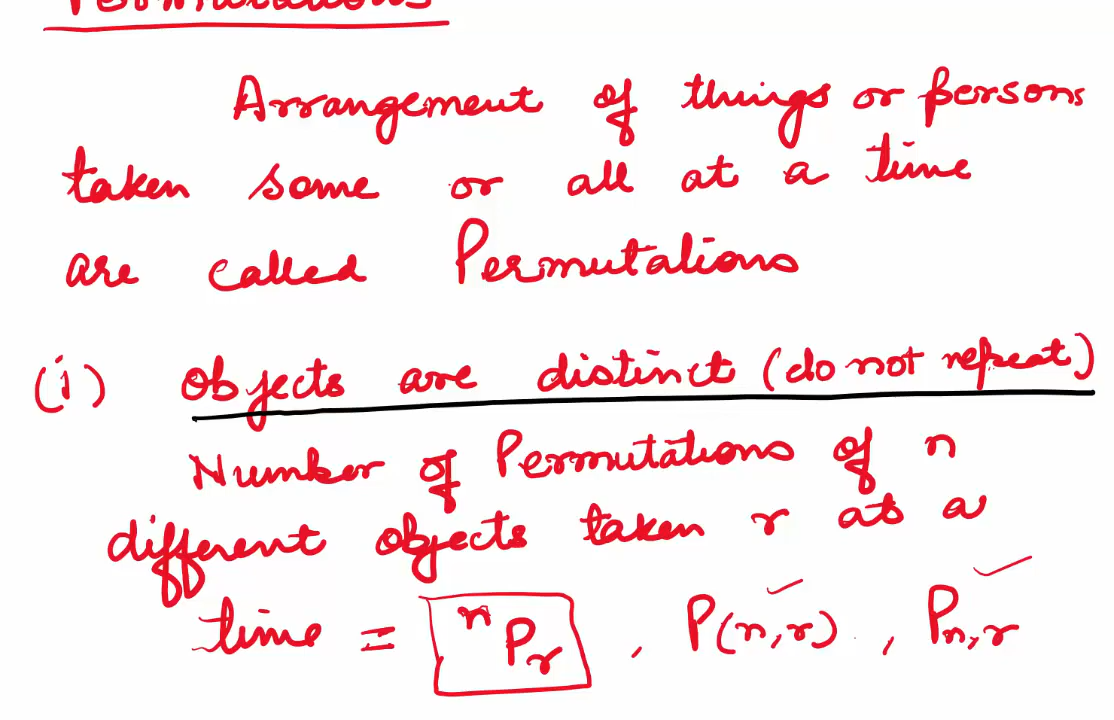 Permutations
Arrangement of things or persons
taken some or all at a time
are called Permutations
(i) Objects are distinct (do not repeat)
Number of Permutations of n
different objects taken r at a
time = ⁿPᵣ , P(n,r) , Pn,r